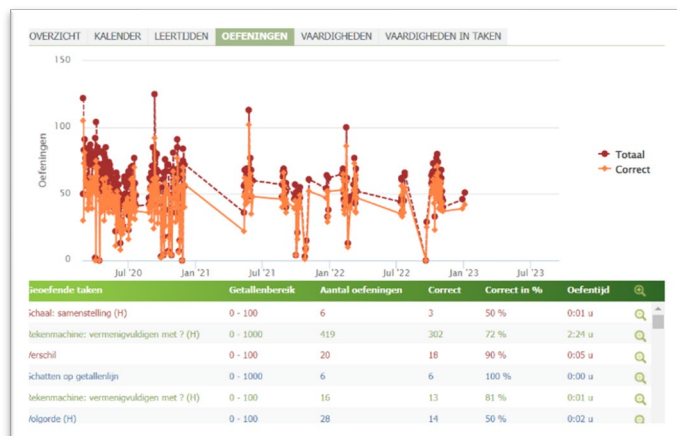 OVERZICHT KALENDER LEERTIJDEN OEFENINGEN VAARDIGHEDEN VAARDIGHEDEN IN TAKEN
150
100
50
0
Oefeningen
Totaal
Correct
Jul '20 Jan '21 Jul '21 Jan '22 Jul '22 Jan '23 Jul '23
Geoefende taken Getallenbereik Aantal oefeningen Correct Correct in % Oefentijd
Schaal: samenstelling (H) 0 - 100 6 3 50 % 0:01 u
Rekenmachine: vermenigvuldigen met ? (H) 0 - 1000 419 302 72 % 2:24 u
Verschil 0 - 100 20 18 90 % 0:05 u
Schatten op getallenlijn 0 - 1000 6 6 100 % 0:00 u
Rekenmachine: vermenigvuldigen met ? (H) 0 - 100 16 13 81 % 0:01 u
Volgorde (H) 0 - 100 28 14 50 % 0:02 u